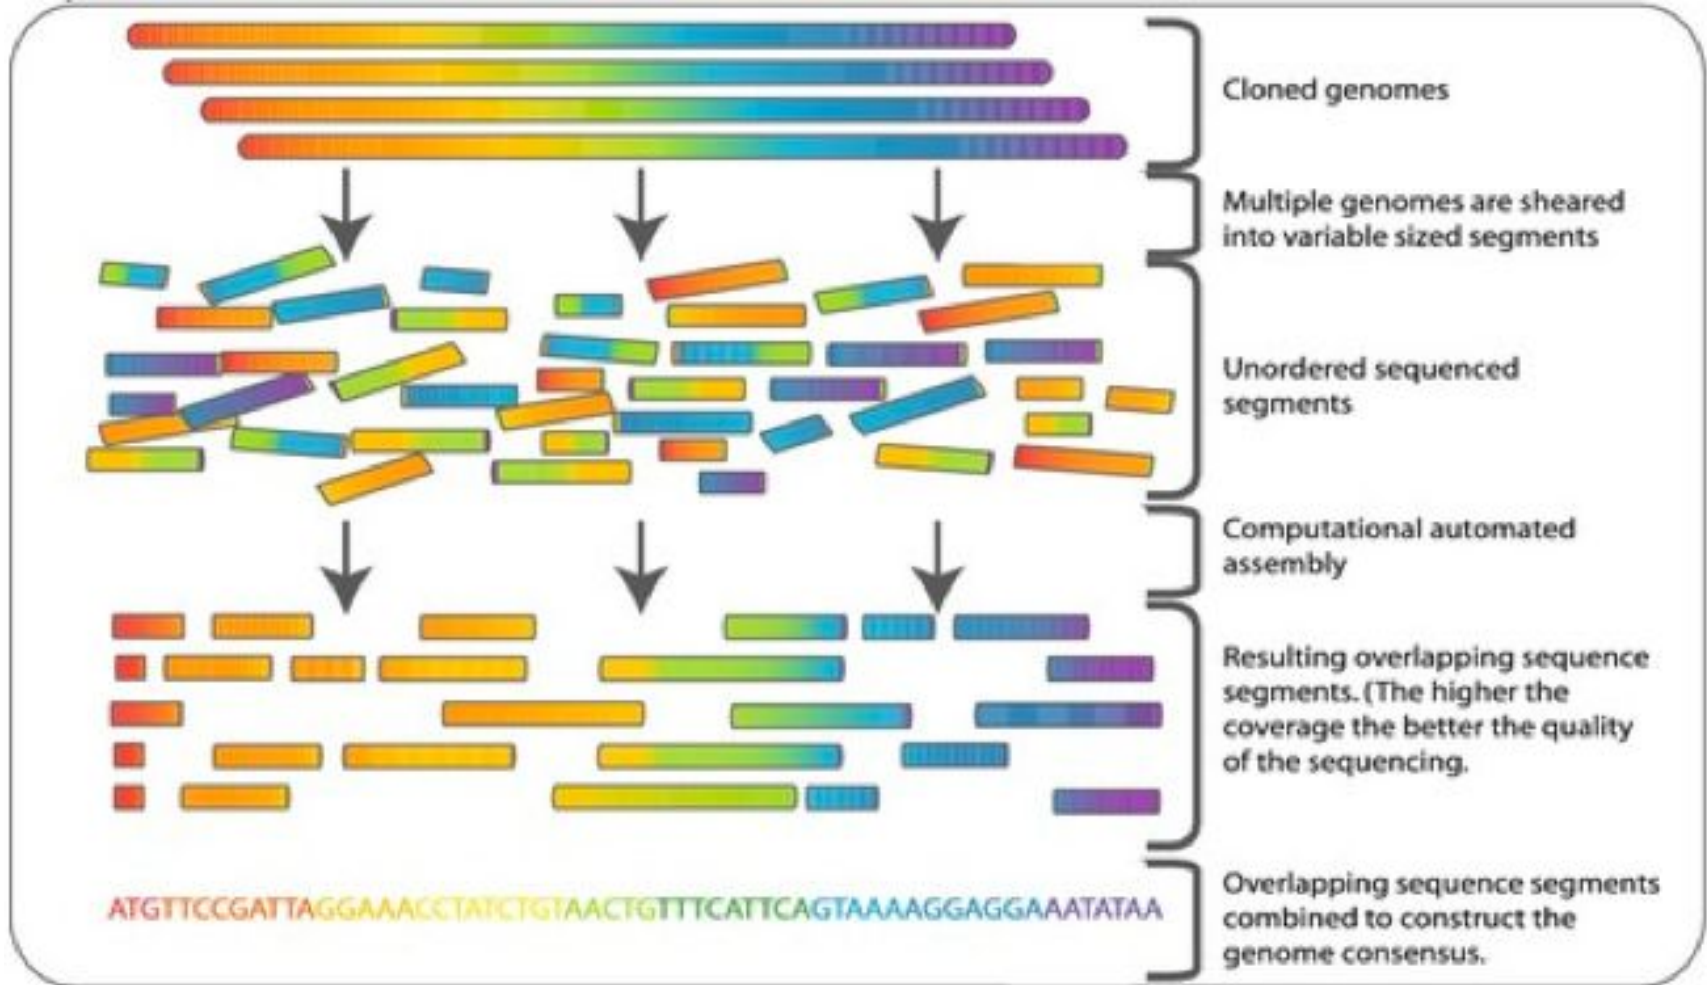 Cloned genomes
Multiple genomes are sheared
into variable sized segments
Unordered sequenced
segments
Computational automated
assembly
Resulting overlapping sequence
segments. (The higher the
coverage the better the quality
of the sequencing.
ATGTTCCGATTAGGAAACCTATCTGTAACTGTTTCATTCAGTAAAAGGAGGAAATATAA
Overlapping sequence segments
combined to construct the
genome consensus.